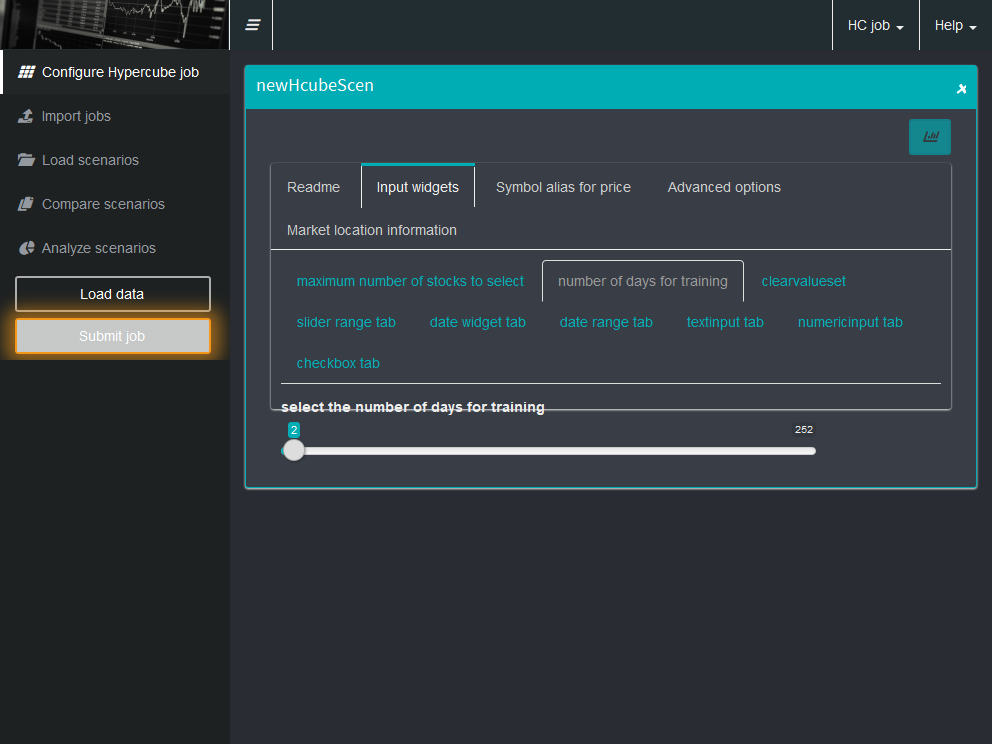 HC job
Help
Configure Hypercube job
Import jobs
Load scenarios
Compare scenarios
Analyze scenarios
Load data
Submit job
newHcubeScen
Readme
Input widgets
Symbol alias for price
Advanced options
Market location information
maximum number of stocks to select
number of days for training
clearvalueset
slider range tab
date widget tab
date range tab
textinput tab
numericinput tab
checkbox tab
select the number of days for training
2
252